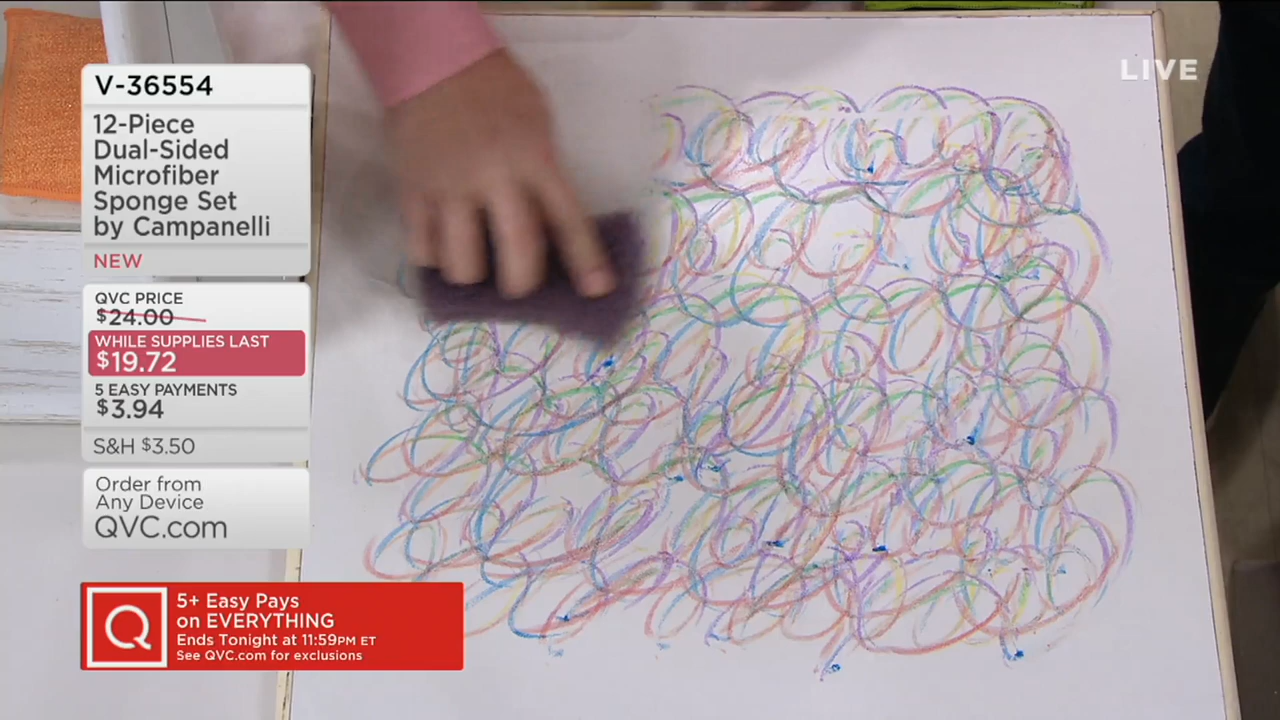 V-36554
12-Piece
Dual-Sided
Microfiber
Sponge Set
by Campanelli
NEW
QVC PRICE
$24.00
WHILE SUPPLIES LAST
$19.72
5 EASY PAYMENTS
$3.94
S&H $3.50
Order from
Any Device
QVC.com
Q
5+ Easy Pays
on EVERYTHING
Ends Tonight at 11:59PM ET
See QVC.com for exclusions
LIVE